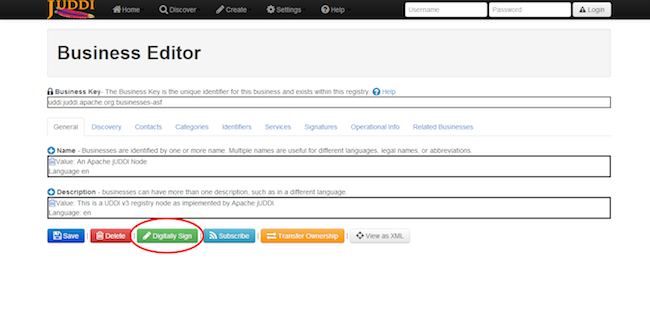 jUDDI Home Discover Create Settings Help Username Password Login
Business Editor
Business Key- The Business Key is the unique identifier for this business and exists within this registry. Help
uddi:juddi.apache.org:businesses-asf
General Discovery Contacts Categories Identifiers Services Signatures Operational Info Related Businesses
Name - Businesses are identified by one or more name. Multiple names are useful for different languages, legal names, or abbreviations.
Value: An Apache jUDDI Node
Language en
Description - businesses can have more than one description, such as in a different language.
Value: This is a UDDI v3 registry node as implemented by Apache jUDDI.
Language: en
Save | Delete | Digitally Sign | Subscribe | Transfer Ownership | View as XML